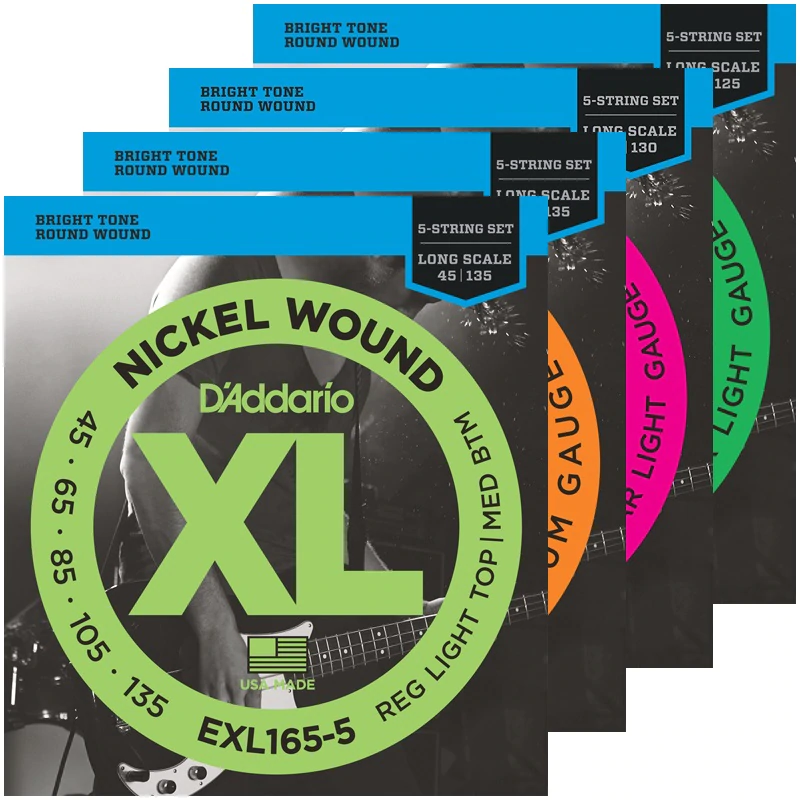 BRIGHT TONE
ROUND WOUND
5-STRING SET
LONG SCALE
125
LIGHT GAUGE
BRIGHT TONE
ROUND WOUND
5-STRING SET
LONG SCALE
130
LIGHT GAUGE
BRIGHT TONE
ROUND WOUND
5-STRING SET
LONG SCALE
135
GAUGE
BRIGHT TONE
ROUND WOUND
5-STRING SET
LONG SCALE
45 | 135
NICKEL WOUND
D'Addario
XL
45 · 65 · 85 · 105 · 135
REG LIGHT TOP | MED BTM
USA MADE
EXL165-5